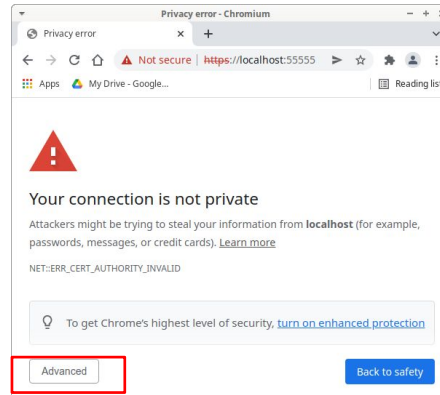 Privacy error - Chromium
Privacy error
Not secure | https://localhost:55555
Apps My Drive - Google...
Reading lis
Your connection is not private
Attackers might be trying to steal your information from localhost (for example,
passwords, messages, or credit cards). Learn more
NET::ERR_CERT_AUTHORITY_INVALID
To get Chrome's highest level of security, turn on enhanced protection
Advanced
Back to safety